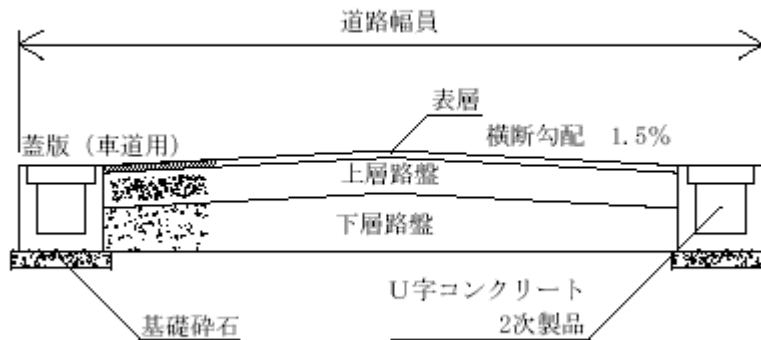 道路幅員
表層
横断勾配 1.5%
蓋版（車道用）
上層路盤
下層路盤
U字コンクリート
2次製品
基礎砕石